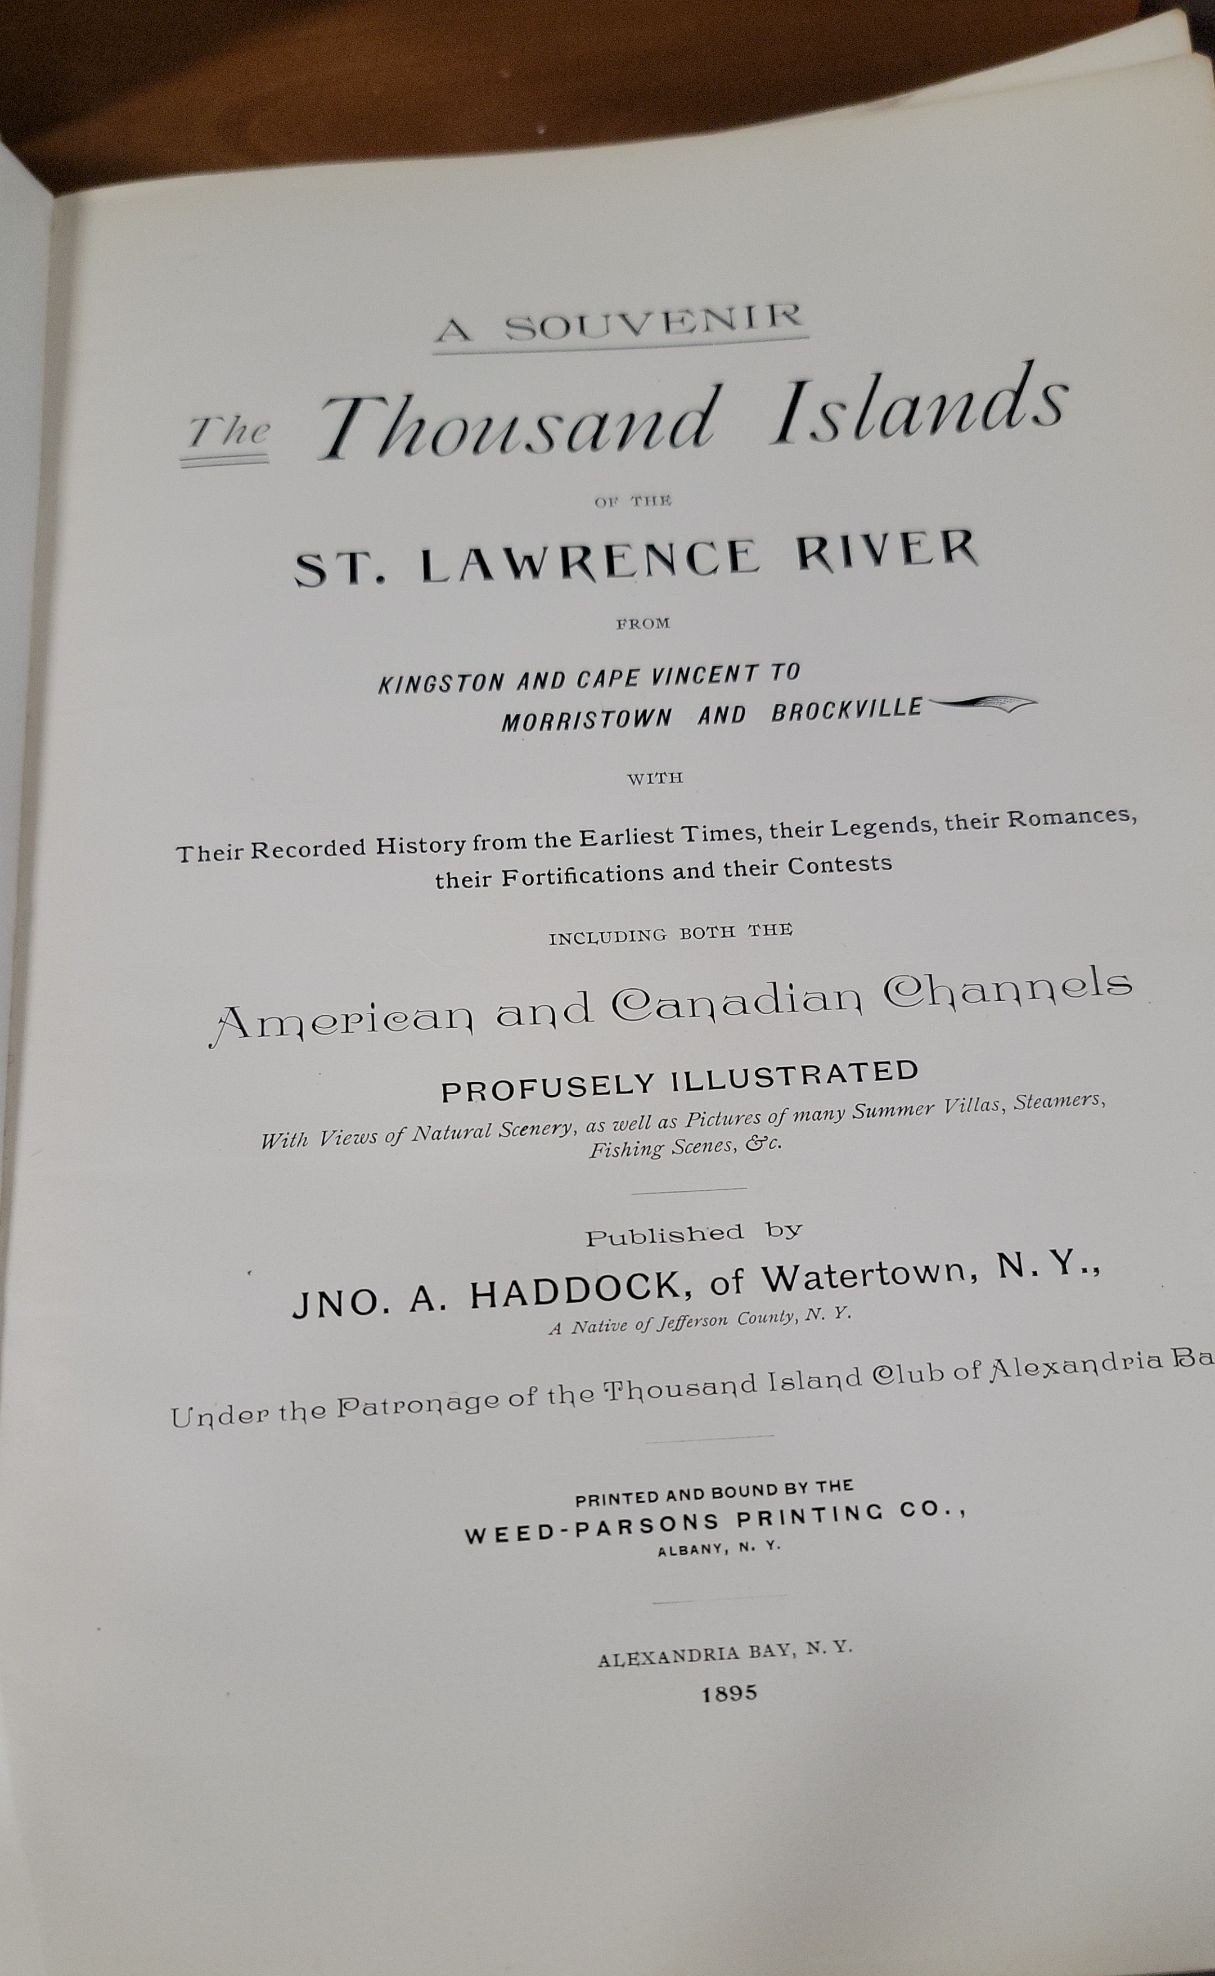 A SOUVENIR
The Thousand Islands
OF THE
ST. LAWRENCE RIVER
FROM
KINGSTON AND CAPE VINCENT TO
MORRISTOWN AND BROCKVILLE
WITH
Their Recorded History from the Earliest Times, their Legends, their Romances,
their Fortifications and their Contests
INCLUDING BOTH THE
American and Canadian Channels
PROFUSELY ILLUSTRATED
With Views of Natural Scenery, as well as Pictures of many Summer Villas, Steamers,
Fishing Scenes, &c.
Published by
JNO. A. HADDOCK, of Watertown, N. Y.,
A Native of Jefferson County, N. Y.
Under the Patronage of the Thousand Island Club of Alexandria Ba
PRINTED AND BOUND BY THE
WEED-PARSONS PRINTING CO.,
ALBANY, N. Y.
ALEXANDRIA BAY, N. Y.
1895